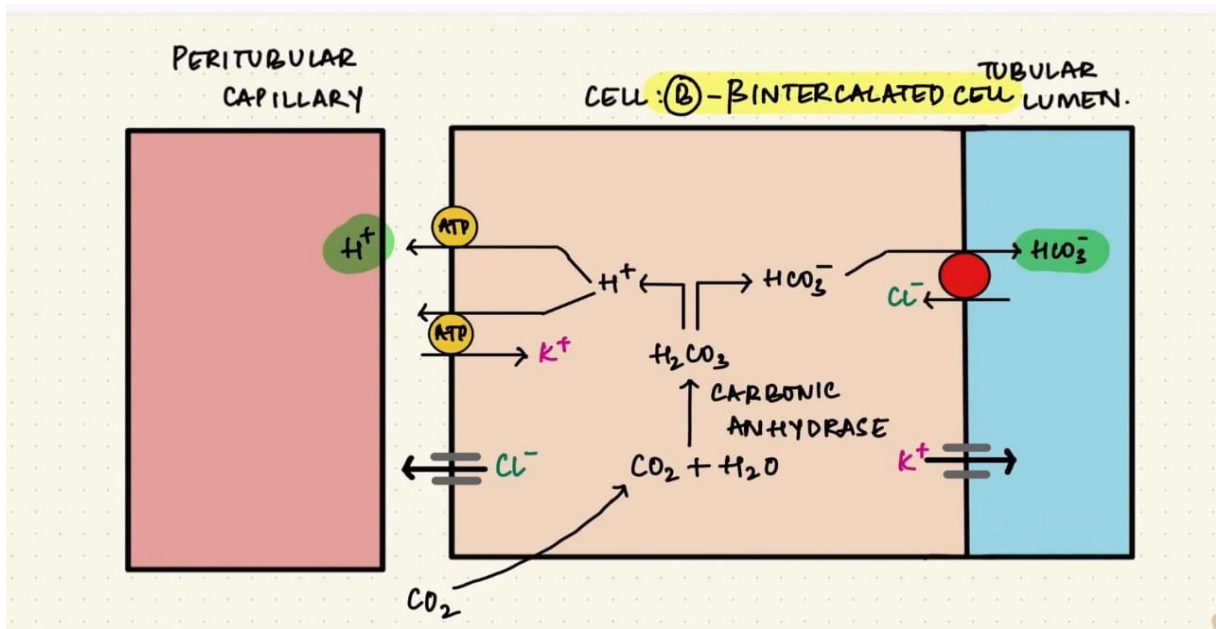 PERITUBULAR
CAPILLARY
CELL: B - β INTERCALATED CELL
TUBULAR
LUMEN.
ATP
H⁺
H⁺
HCO₃⁻
HCO₃⁻
Cl⁻
ATP
K⁺
H₂CO₃
CARBONIC
ANHYDRASE
Cl⁻
CO₂ + H₂O
K⁺
CO₂